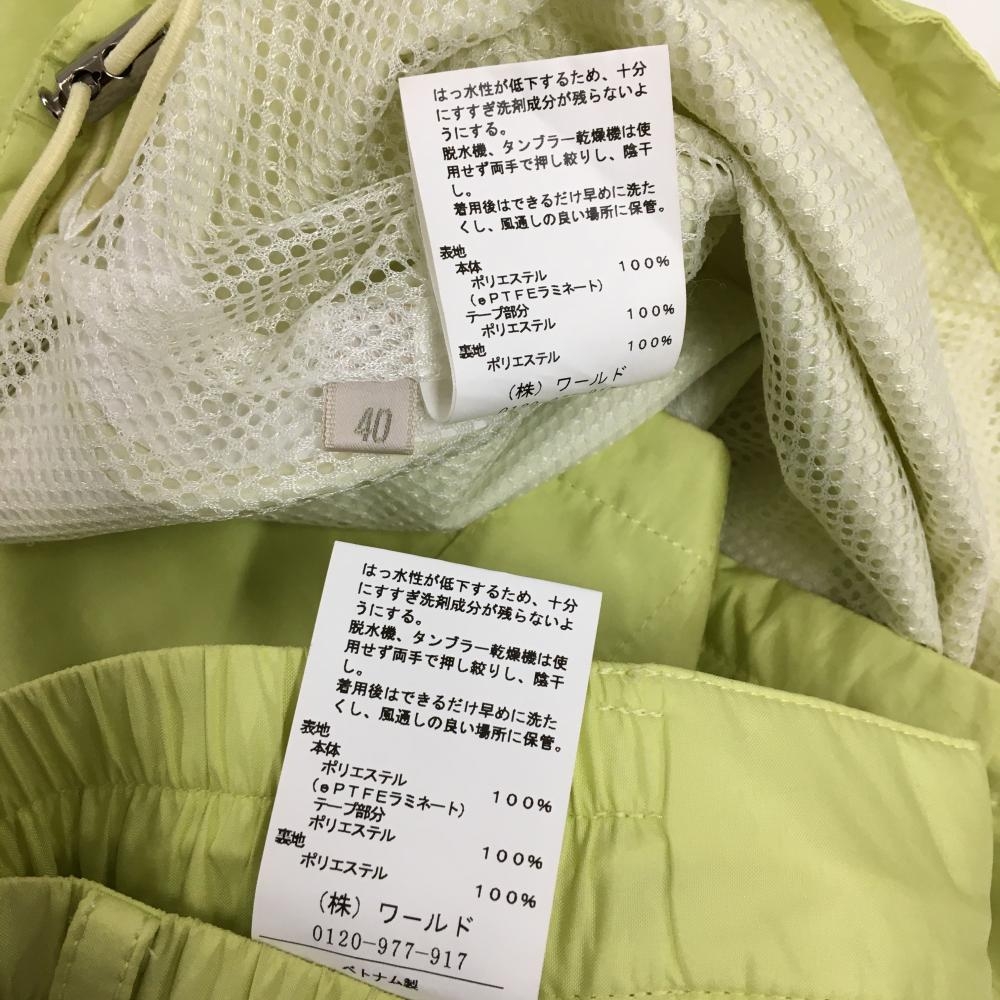 はっ水性が低下するため、十分
にすすぎ洗剤成分が残らないよ
うにする。
脱水機、タンブラー乾燥機は使
用せず両手で押し絞りし、陰干
し。
着用後はできるだけ早めに洗た
くし、風通しの良い場所に保管。
表地
本体
ポリエステル 100%
(ePTFEラミネート)
テープ部分
ポリエステル 100%
裏地
ポリエステル 100%
(株) ワールド
40
はっ水性が低下するため、十分
にすすぎ洗剤成分が残らないよ
うにする。
脱水機、タンブラー乾燥機は使
用せず両手で押し絞りし、陰干
し。
着用後はできるだけ早めに洗た
くし、風通しの良い場所に保管。
表地
本体
ポリエステル 100%
(ePTFEラミネート)
テープ部分
ポリエステル 100%
裏地
ポリエステル 100%
(株) ワールド
0120-977-917
ベトナム製